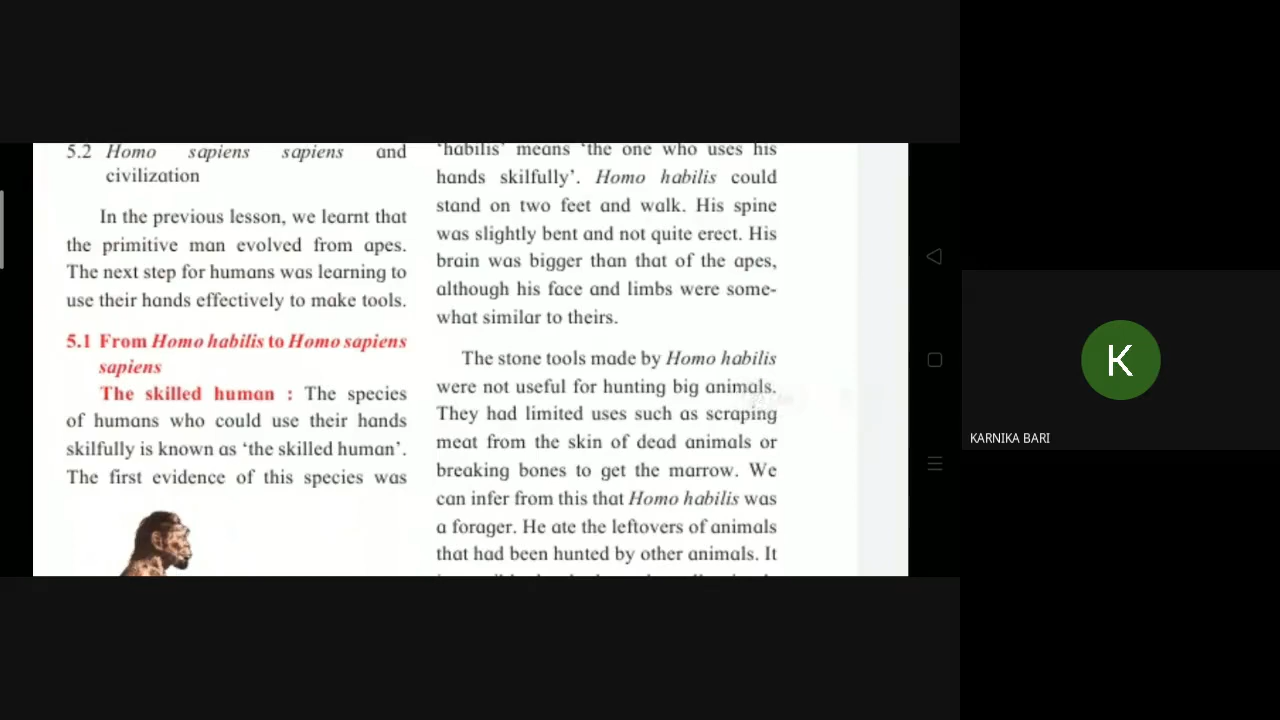 5.2 Homo sapiens sapiens and
civilization
In the previous lesson, we learnt that
the primitive man evolved from apes.
The next step for humans was learning to
use their hands effectively to make tools.
5.1 From Homo habilis to Homo sapiens
sapiens
The skilled human : The species
of humans who could use their hands
skilfully is known as ‘the skilled human’.
The first evidence of this species was
‘habilis’ means ‘the one who uses his
hands skilfully’. Homo habilis could
stand on two feet and walk. His spine
was slightly bent and not quite erect. His
brain was bigger than that of the apes,
although his face and limbs were some-
what similar to theirs.
The stone tools made by Homo habilis
were not useful for hunting big animals.
They had limited uses such as scraping
meat from the skin of dead animals or
breaking bones to get the marrow. We
can infer from this that Homo habilis was
a forager. He ate the leftovers of animals
that had been hunted by other animals. It
K
KARNIKA BARI